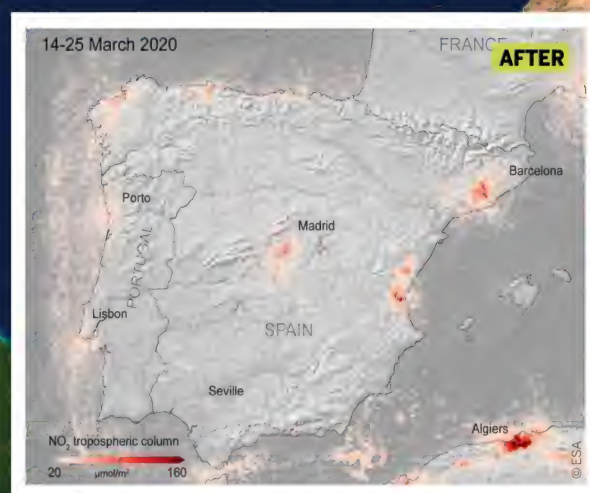 14-25 March 2020
FRANCE
AFTER
Barcelona
Porto
Madrid
PORTUGAL
Lisbon
SPAIN
Seville
Algiers
NO₂ tropospheric column
20 µmol/m² 160
© ESA